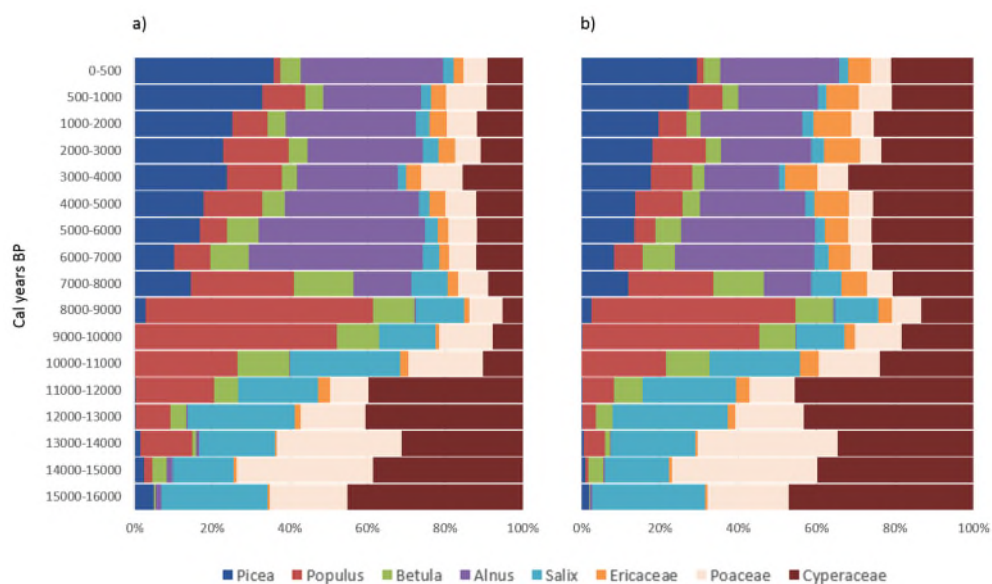 a)
b)
Cal years BP
0-500
500-1000
1000-2000
2000-3000
3000-4000
4000-5000
5000-6000
6000-7000
7000-8000
8000-9000
9000-10000
10000-11000
11000-12000
12000-13000
13000-14000
14000-15000
15000-16000
0% 20% 40% 60% 80% 100%
0% 20% 40% 60% 80% 100%
Picea Populus Betula Alnus Salix Ericaceae Poaceae Cyperaceae